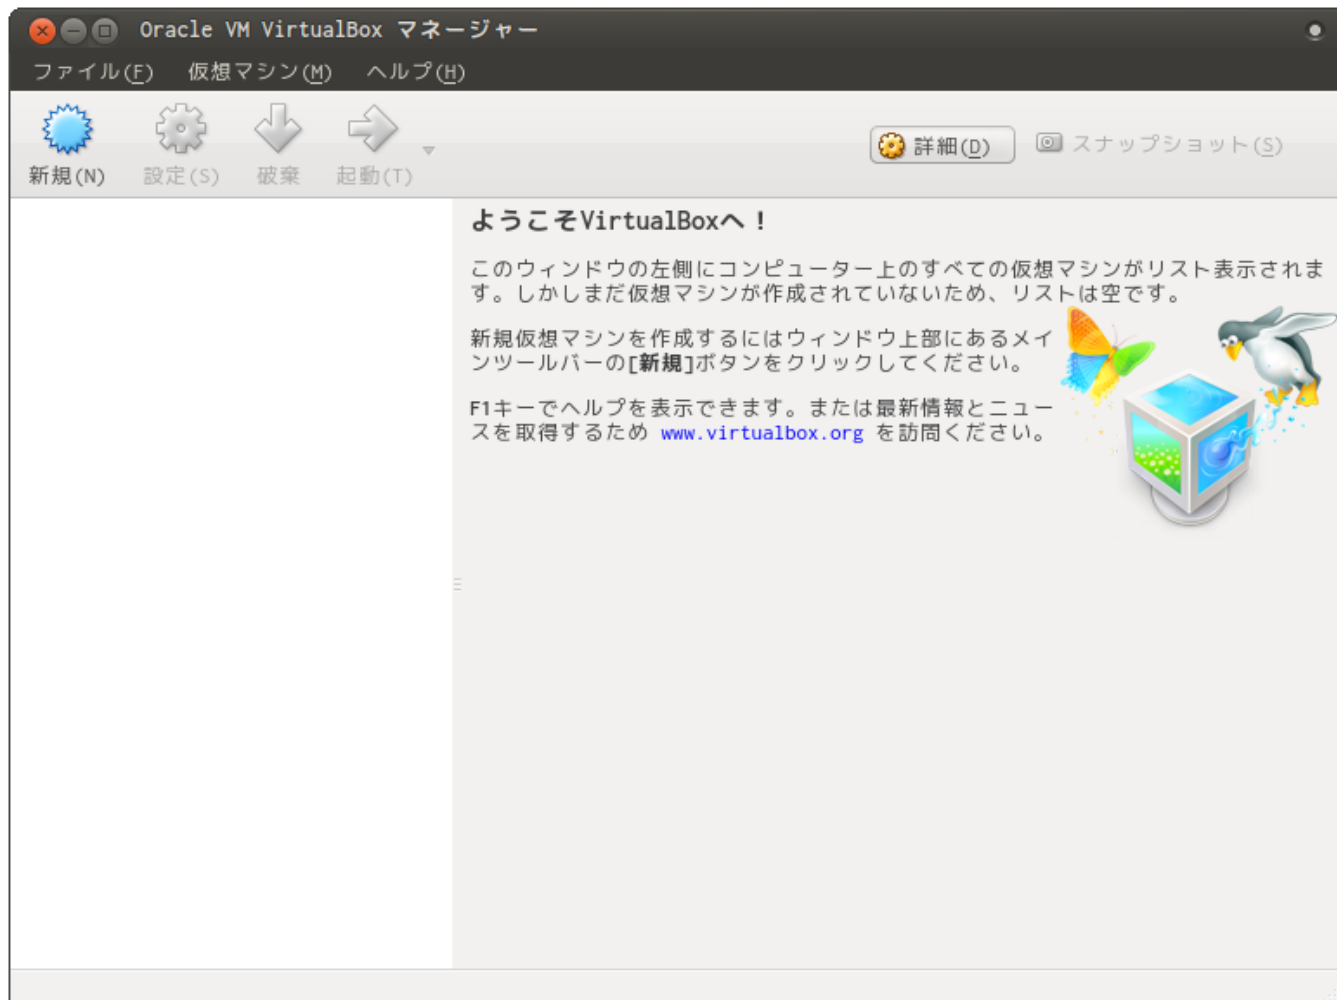 Oracle VM VirtualBox マネージャー
ファイル(F) 仮想マシン(M) ヘルプ(H)
新規(N) 設定(S) 破棄 起動(T) 詳細(D) スナップショット(S)
ようこそVirtualBoxへ！
このウィンドウの左側にコンピューター上のすべての仮想マシンがリスト表示されま
す。しかしまだ仮想マシンが作成されていないため、リストは空です。
新規仮想マシンを作成するにはウィンドウ上部にあるメイ
ンツールバーの[新規]ボタンをクリックしてください。
F1キーでヘルプを表示できます。または最新情報とニュー
スを取得するため www.virtualbox.org を訪問ください。